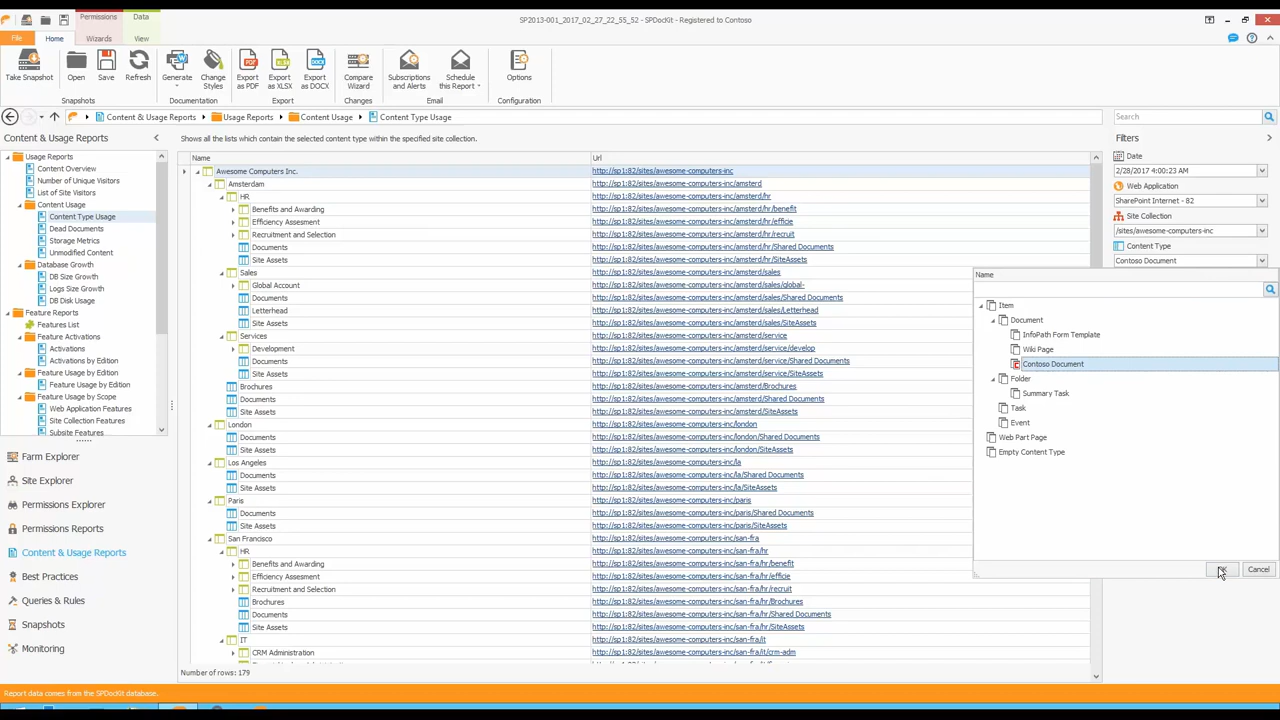 Permissions
Data
SP2013-001_2017_02_27_22_55_52 - SPDocKit - Registered to Contoso
File
Home
Wizards
View
Take Snapshot
Open
Save
Refresh
Generate
Change Styles
Export as PDF
Export as XLSX
Export as DOCX
Compare Wizard
Subscriptions and Alerts
Schedule this Report
Options
Snapshots
Documentation
Export
Changes
Email
Configuration
Content & Usage Reports
Usage Reports
Content Usage
Content Type Usage
Search
Content & Usage Reports
Shows all the lists which contain the selected content type within the specified site collection.
Filters
Usage Reports
Content Overview
Number of Unique Visitors
List of Site Visitors
Content Usage
Content Type Usage
Dead Documents
Storage Metrics
Unmodified Content
Database Growth
DB Size Growth
Logs Size Growth
DB Disk Usage
Feature Reports
Features List
Feature Activations
Activations
Activations by Edition
Feature Usage by Edition
Feature Usage by Edition
Feature Usage by Scope
Web Application Features
Site Collection Features
Subsite Features
Farm Explorer
Site Explorer
Permissions Explorer
Permissions Reports
Content & Usage Reports
Best Practices
Queries & Rules
Snapshots
Monitoring
Name Url
Awesome Computers Inc. http://sp1:82/sites/awesome-computers-inc
Amsterdam http://sp1:82/sites/awesome-computers-inc/amsterd
HR http://sp1:82/sites/awesome-computers-inc/amsterd/hr
Benefits and Awarding http://sp1:82/sites/awesome-computers-inc/amsterd/hr/benefit
Efficiency Assesment http://sp1:82/sites/awesome-computers-inc/amsterd/hr/efficie
Recruitment and Selection http://sp1:82/sites/awesome-computers-inc/amsterd/hr/recruit
Documents http://sp1:82/sites/awesome-computers-inc/amsterd/hr/Shared Documents
Site Assets http://sp1:82/sites/awesome-computers-inc/amsterd/hr/SiteAssets
Sales http://sp1:82/sites/awesome-computers-inc/amsterd/sales
Global Account http://sp1:82/sites/awesome-computers-inc/amsterd/sales/global-
Documents http://sp1:82/sites/awesome-computers-inc/amsterd/sales/Shared Documents
Letterhead http://sp1:82/sites/awesome-computers-inc/amsterd/sales/Letterhead
Site Assets http://sp1:82/sites/awesome-computers-inc/amsterd/sales/SiteAssets
Services http://sp1:82/sites/awesome-computers-inc/amsterd/service
Development http://sp1:82/sites/awesome-computers-inc/amsterd/service/develop
Documents http://sp1:82/sites/awesome-computers-inc/amsterd/service/Shared Documents
Site Assets http://sp1:82/sites/awesome-computers-inc/amsterd/service/SiteAssets
Brochures http://sp1:82/sites/awesome-computers-inc/amsterd/Brochures
Documents http://sp1:82/sites/awesome-computers-inc/amsterd/Shared Documents
Site Assets http://sp1:82/sites/awesome-computers-inc/amsterd/SiteAssets
London http://sp1:82/sites/awesome-computers-inc/london
Documents http://sp1:82/sites/awesome-computers-inc/london/Shared Documents
Site Assets http://sp1:82/sites/awesome-computers-inc/london/SiteAssets
Los Angeles http://sp1:82/sites/awesome-computers-inc/la
Documents http://sp1:82/sites/awesome-computers-inc/la/Shared Documents
Site Assets http://sp1:82/sites/awesome-computers-inc/la/SiteAssets
Paris http://sp1:82/sites/awesome-computers-inc/paris
Documents http://sp1:82/sites/awesome-computers-inc/paris/Shared Documents
Site Assets http://sp1:82/sites/awesome-computers-inc/paris/SiteAssets
San Francisco http://sp1:82/sites/awesome-computers-inc/san-fra
HR http://sp1:82/sites/awesome-computers-inc/san-fra/hr
Benefits and Awarding http://sp1:82/sites/awesome-computers-inc/san-fra/hr/benefit
Efficiency Assesment http://sp1:82/sites/awesome-computers-inc/san-fra/hr/efficie
Recruitment and Selection http://sp1:82/sites/awesome-computers-inc/san-fra/hr/recruit
Brochures http://sp1:82/sites/awesome-computers-inc/san-fra/hr/Brochures
Documents http://sp1:82/sites/awesome-computers-inc/san-fra/hr/Shared Documents
Site Assets http://sp1:82/sites/awesome-computers-inc/san-fra/hr/SiteAssets
IT http://sp1:82/sites/awesome-computers-inc/san-fra/it
CRM Administration http://sp1:82/sites/awesome-computers-inc/san-fra/it/crm-adm
Number of rows: 179
Date
2/28/2017 4:00:23 AM
Web Application
SharePoint Internet - 82
Site Collection
/sites/awesome-computers-inc
Content Type
Contoso Document
Name
Item
Document
InfoPath Form Template
Wiki Page
Contoso Document
Folder
Summary Task
Task
Event
Web Part Page
Empty Content Type
Cancel
Report data comes from the SPDocKit database.